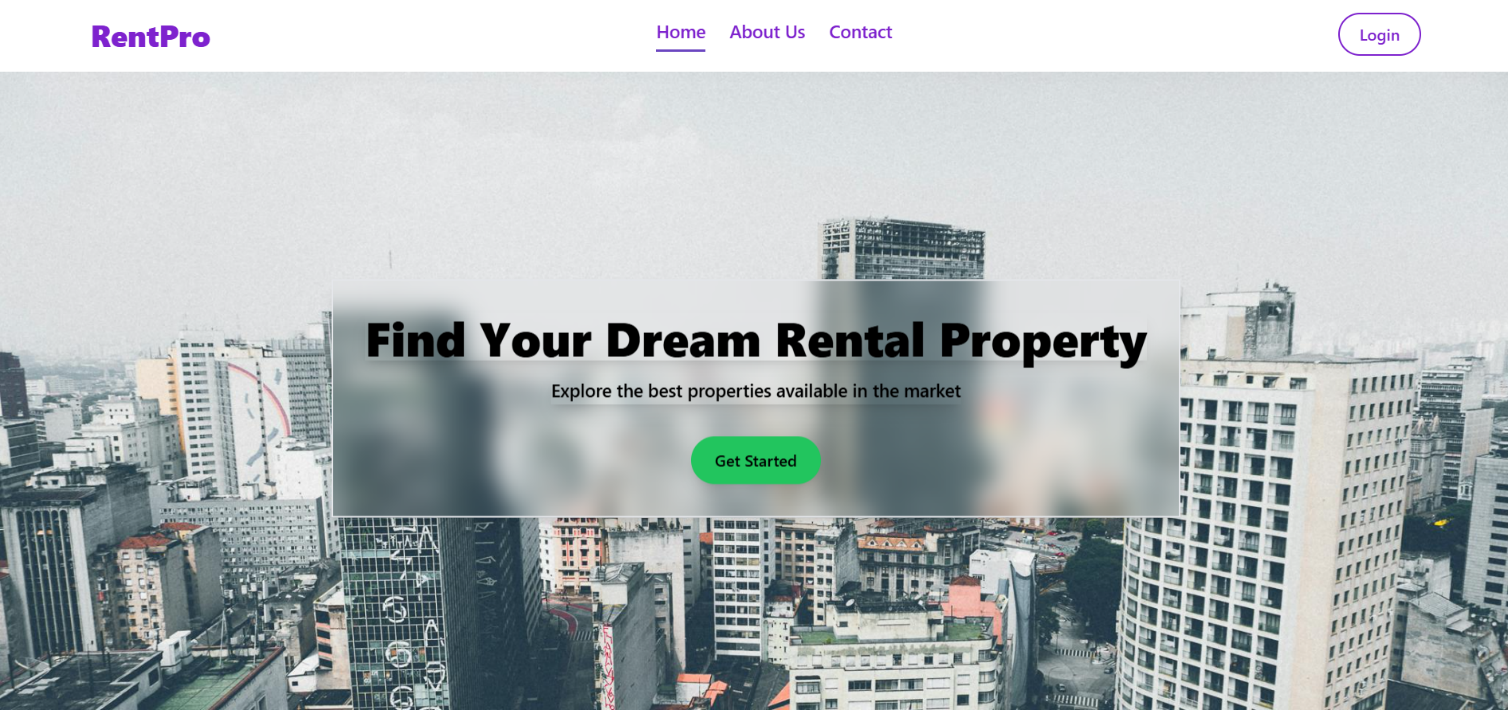 RentPro
Home About Us Contact
Login
Find Your Dream Rental Property
Explore the best properties available in the market
Get Started